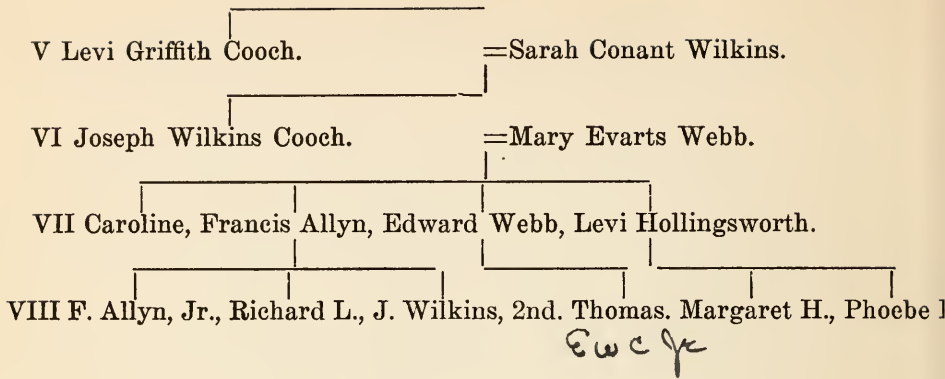 V Levi Griffith Cooch. =Sarah Conant Wilkins.
VI Joseph Wilkins Cooch. =Mary Evarts Webb.
VII Caroline, Francis Allyn, Edward Webb, Levi Hollingsworth.
VIII F. Allyn, Jr., Richard L., J. Wilkins, 2nd. Thomas. Margaret H., Phoebe
E W C Jr